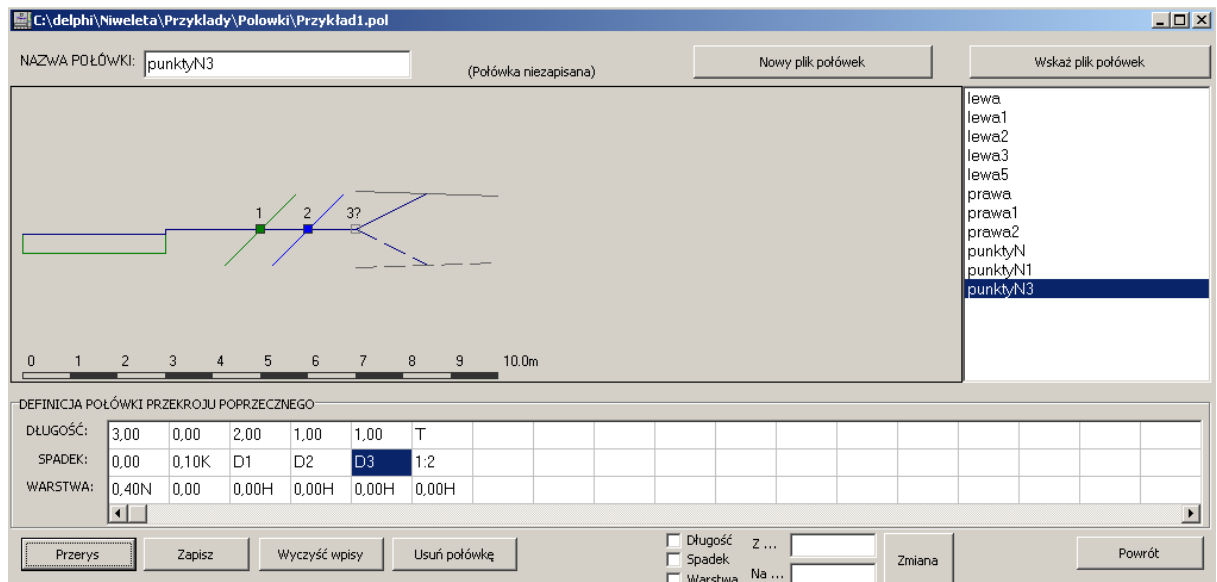 C:\delphi\Niweleta\Przyklady\Polowki\Przykład1.pol
NAZWA POŁÓWKI: punktyN3 (Połówka niezapisana) Nowy plik połówek Wskaż plik połówek
lewa
lewa1
lewa2
lewa3
lewa5
prawa
prawa1
prawa2
punktyN
punktyN1
punktyN3
1 2 3?
0 1 2 3 4 5 6 7 8 9 10.0m
DEFINICJA POŁÓWKI PRZEKROJU POPRZECZNEGO
DŁUGOŚĆ: 3,00 0,00 2,00 1,00 1,00 T
SPADEK: 0,00 0,10K D1 D2 D3 1:2
WARSTWA: 0,40N 0,00 0,00H 0,00H 0,00H 0,00H
Przerys Zapisz Wyczyść wpisy Usuń połówkę
Długość Z ...
Spadek Zmiana Powrót
Warstwa Na ...